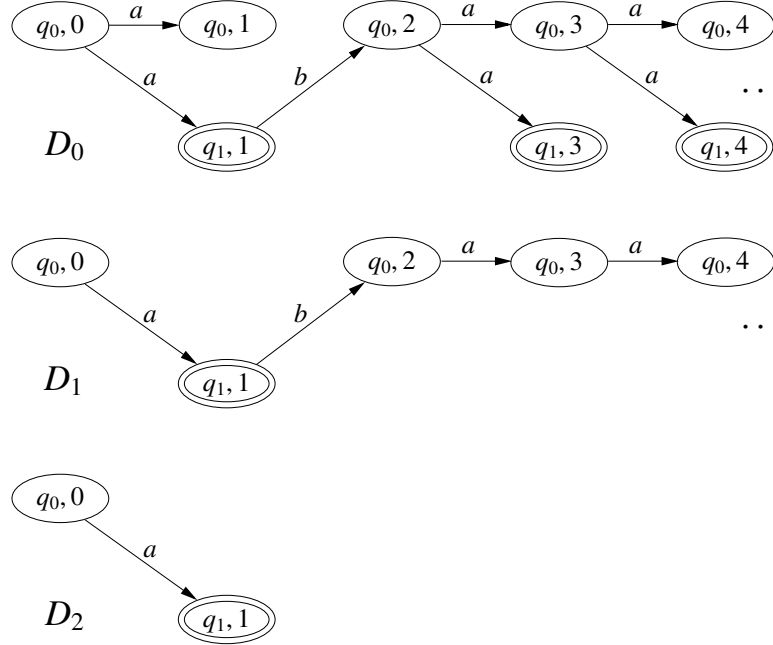 q₀, 0 a q₀, 1 q₀, 2 a q₀, 3 a q₀, 4
a b a a
. .
D₀ q₁, 1 q₁, 3 q₁, 4
q₀, 0 q₀, 2 a q₀, 3 a q₀, 4
a b
. .
D₁ q₁, 1
q₀, 0
a
D₂ q₁, 1